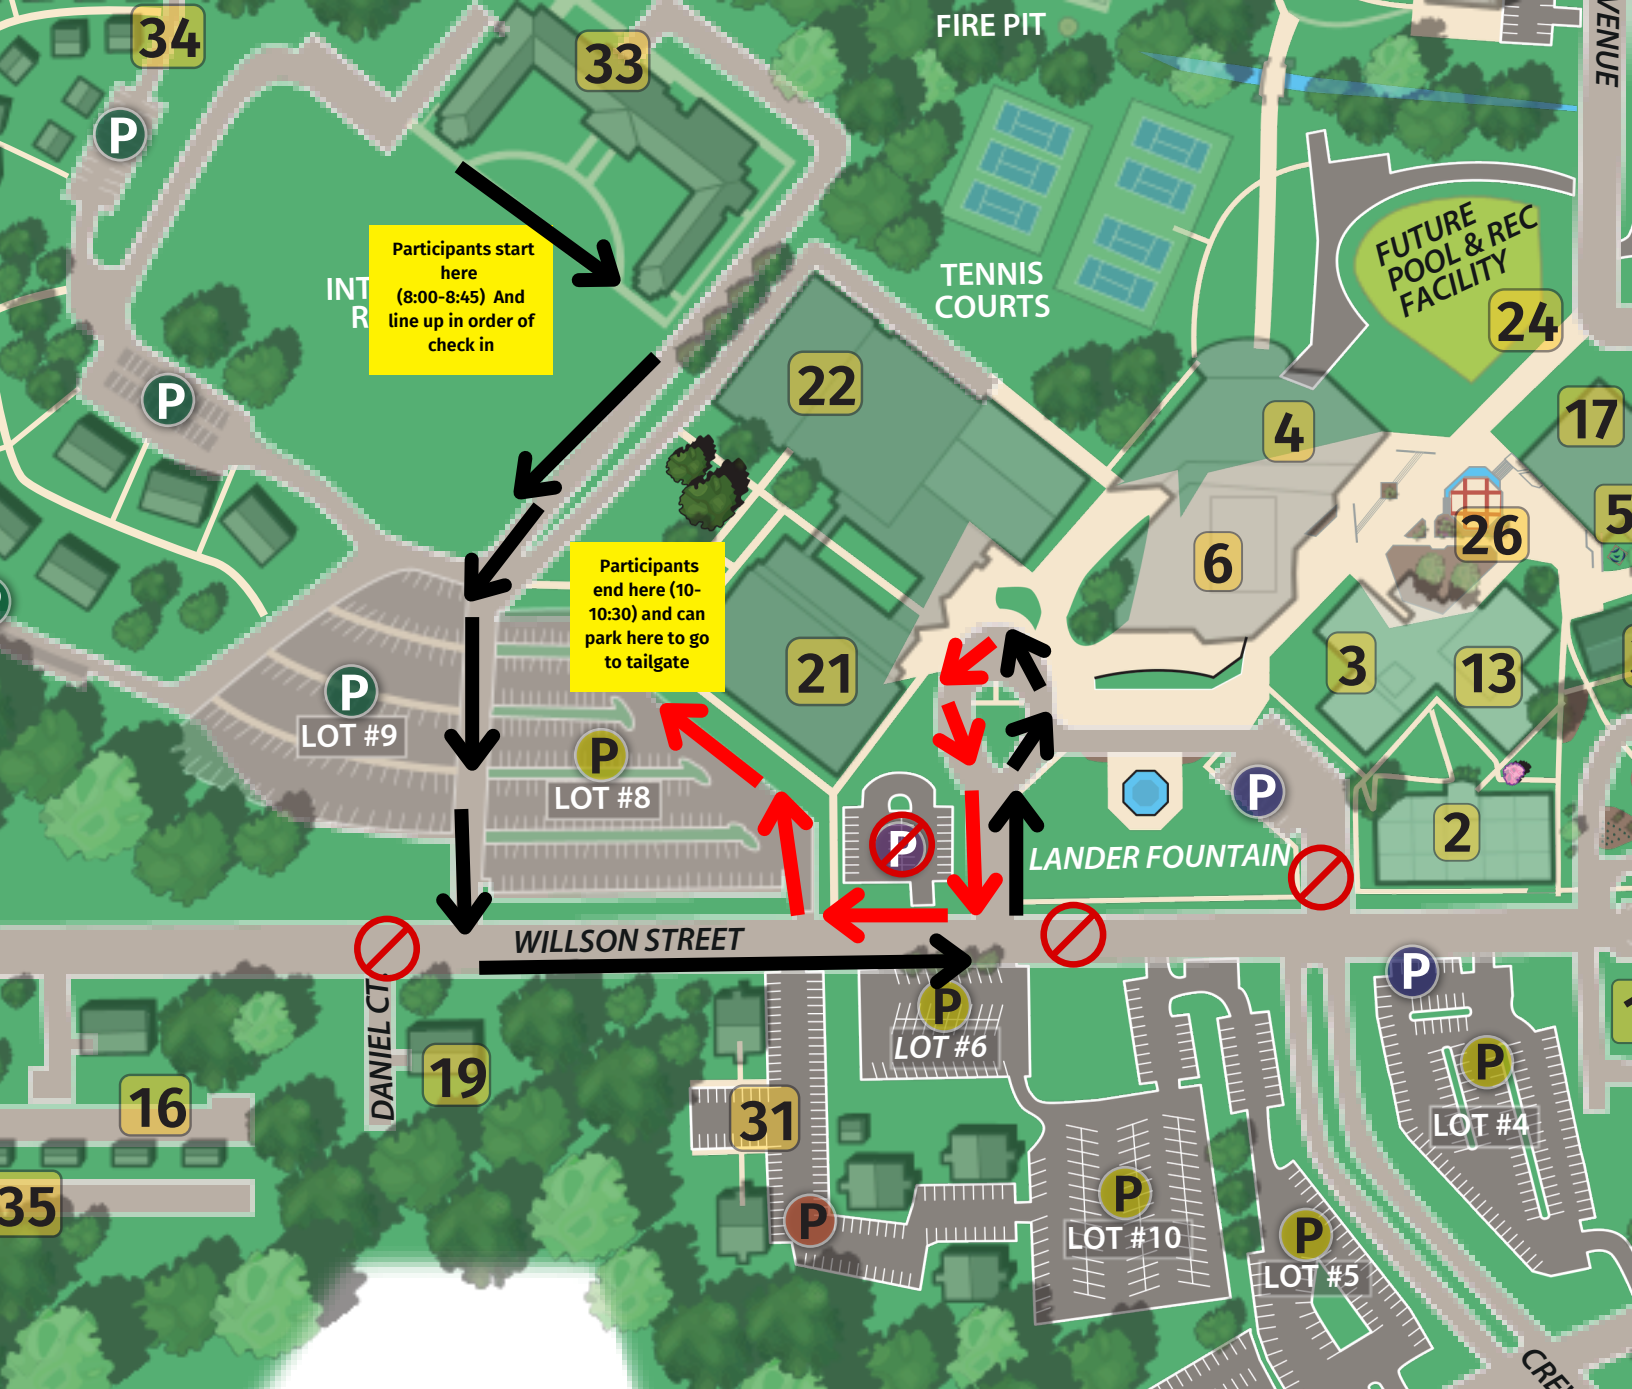 34
33
FIRE PIT
VENUE
P
Participants start
here
(8:00-8:45) And
line up in order of
check in
INT
R
TENNIS
COURTS
FUTURE
POOL & REC
FACILITY
24
22
P
4
17
5
26
6
Participants
end here (10-
10:30) and can
park here to go
to tailgate
21
3
13
P
LOT #9
P
LOT #8
P
P
LANDER FOUNTAIN
2
WILLSON STREET
P
P
LOT #6
DANIEL CT.
19
16
31
P
LOT #4
35
P
P
LOT #10
P
LOT #5
CRE